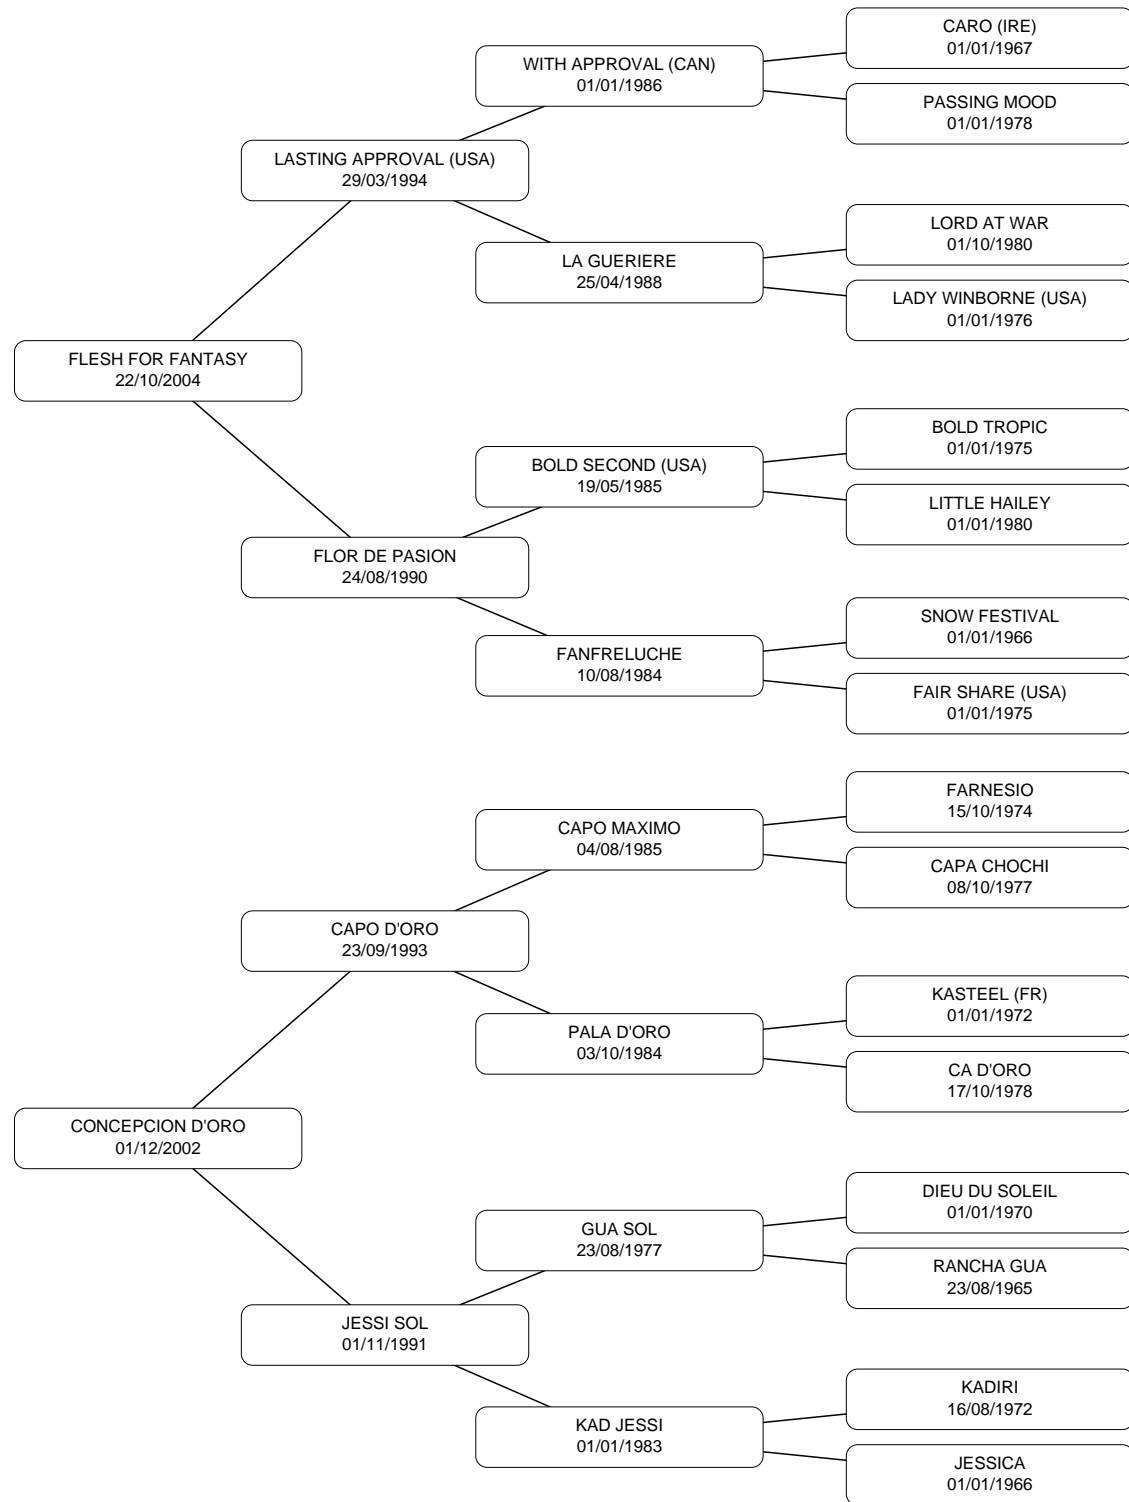 CARO (IRE)
01/01/1967
WITH APPROVAL (CAN)
01/01/1986
PASSING MOOD
01/01/1978
LASTING APPROVAL (USA)
29/03/1994
LORD AT WAR
01/10/1980
LA GUERIERE
25/04/1988
LADY WINBORNE (USA)
01/01/1976
FLESH FOR FANTASY
22/10/2004
BOLD TROPIC
01/01/1975
BOLD SECOND (USA)
19/05/1985
LITTLE HAILEY
01/01/1980
FLOR DE PASION
24/08/1990
SNOW FESTIVAL
01/01/1966
FANFRELUCHE
10/08/1984
FAIR SHARE (USA)
01/01/1975
FARNESIO
15/10/1974
CAPO MAXIMO
04/08/1985
CAPA CHOCHI
08/10/1977
CAPO D'ORO
23/09/1993
KASTEEL (FR)
01/01/1972
PALA D'ORO
03/10/1984
CA D'ORO
17/10/1978
CONCEPCION D'ORO
01/12/2002
DIEU DU SOLEIL
01/01/1970
GUA SOL
23/08/1977
RANCHA GUA
23/08/1965
JESSI SOL
01/11/1991
KADIRI
16/08/1972
KAD JESSI
01/01/1983
JESSICA
01/01/1966